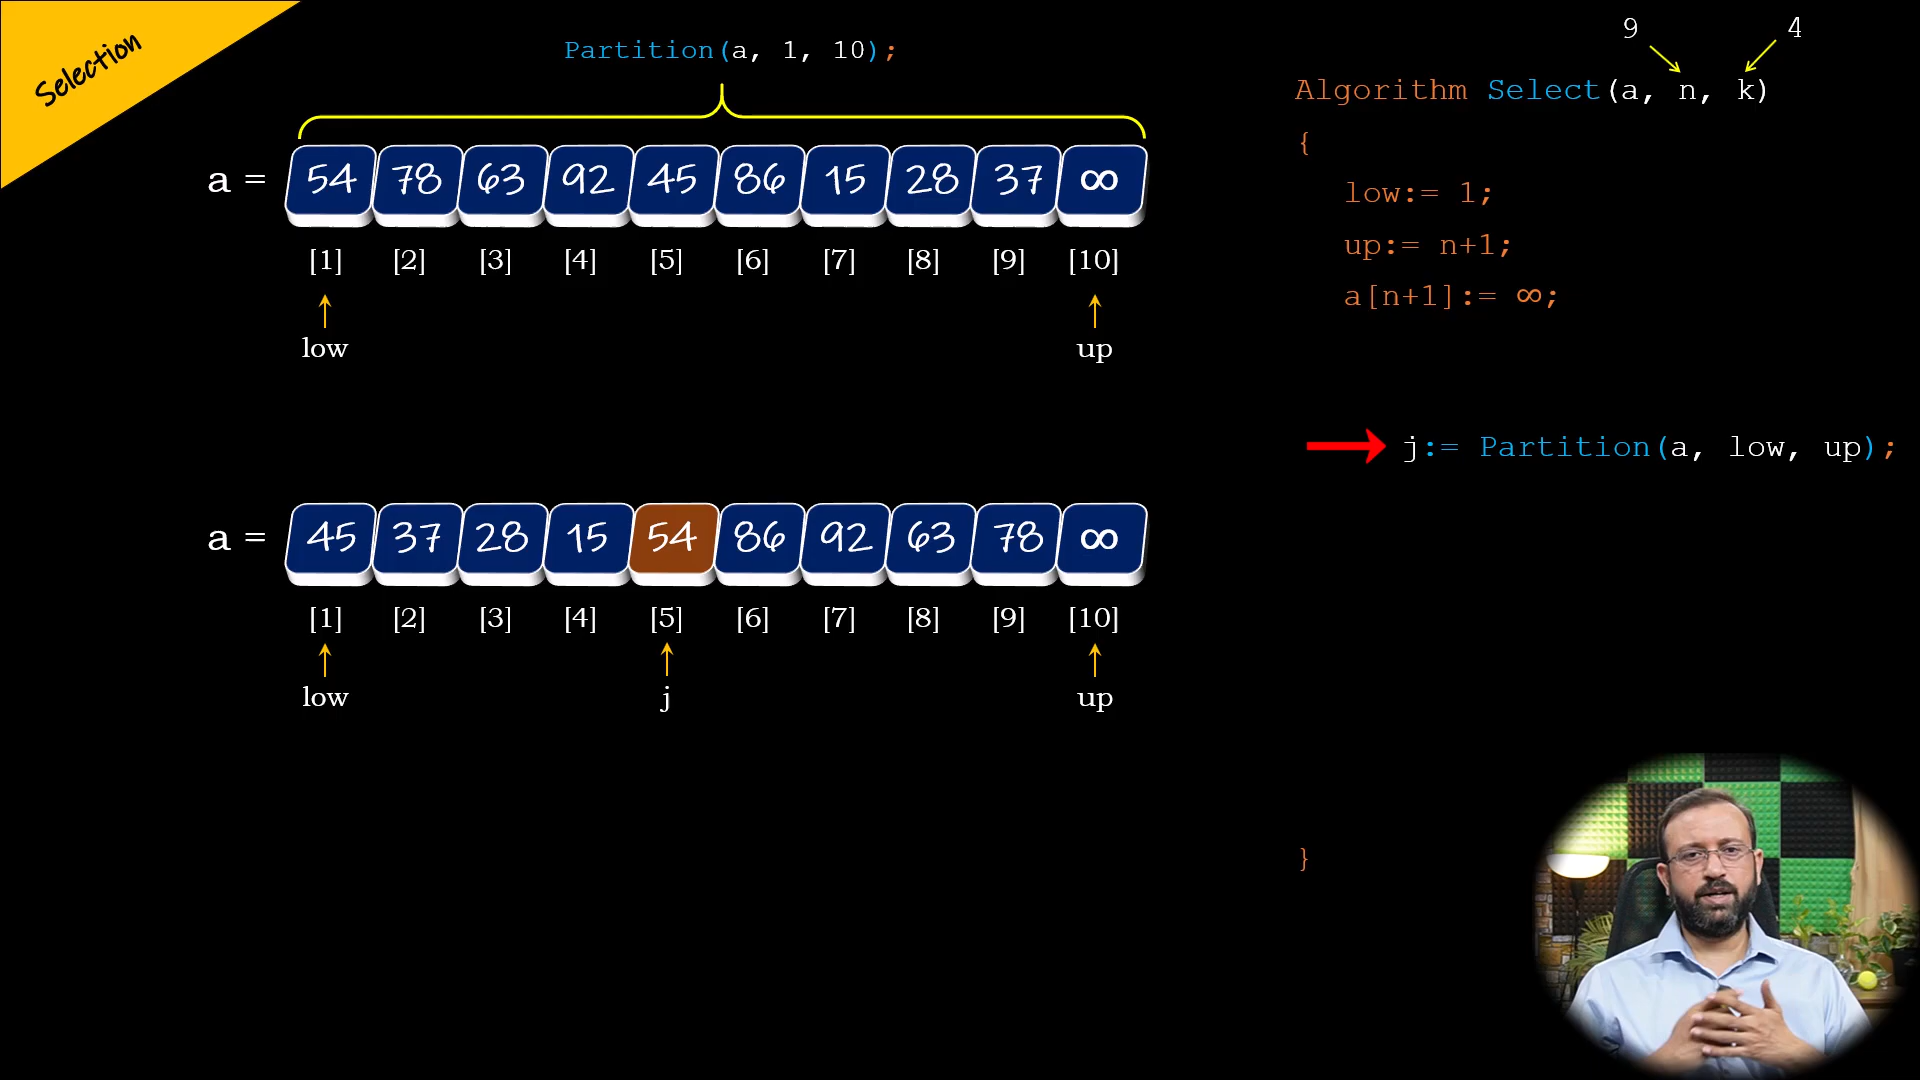 Selection
Partition(a, 1, 10);
a = 54 78 63 92 45 86 15 28 37 ∞
[1] [2] [3] [4] [5] [6] [7] [8] [9] [10]
low up
a = 45 37 28 15 54 86 92 63 78 ∞
[1] [2] [3] [4] [5] [6] [7] [8] [9] [10]
low j up
9 4
Algorithm Select(a, n, k)
{
low:= 1;
up:= n+1;
a[n+1]:= ∞;
j:= Partition(a, low, up);
}